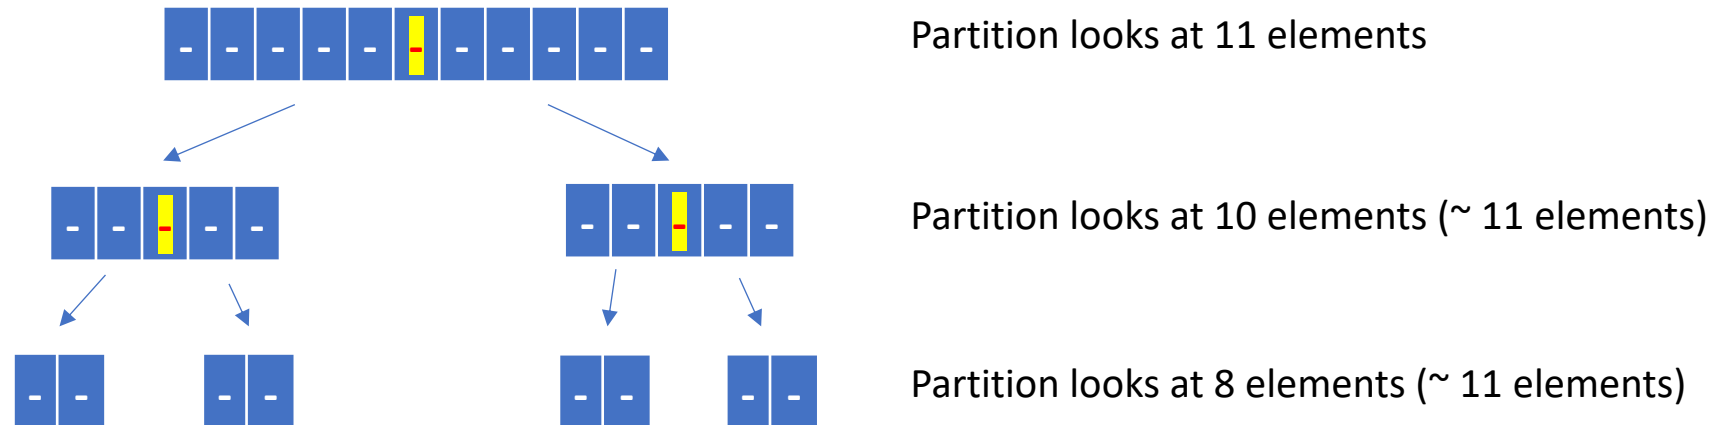 - - - - - - - - - - -
Partition looks at 11 elements
- - - - -
- - - - -
Partition looks at 10 elements (~ 11 elements)
- -
- -
- -
- -
Partition looks at 8 elements (~ 11 elements)